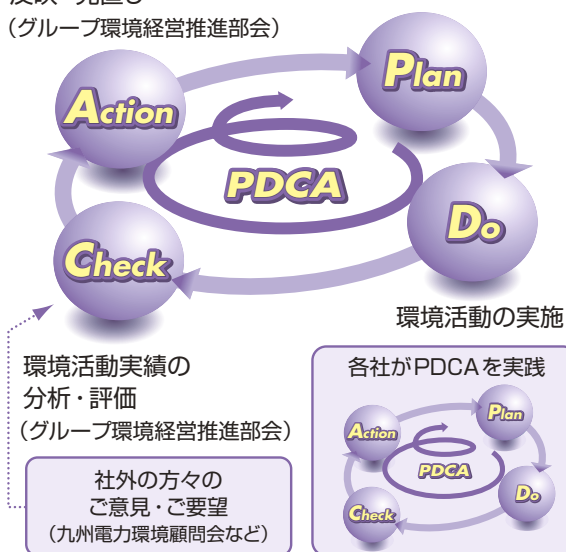 （グループ環境経営推進部会）
Plan
Action
PDCA
Do
Check
環境活動の実施
環境活動実績の
分析・評価
（グループ環境経営推進部会）
社外の方々の
ご意見・ご要望
（九州電力環境顧問会など）
各社がPDCAを実践
Plan
Action
PDCA
Do
Check